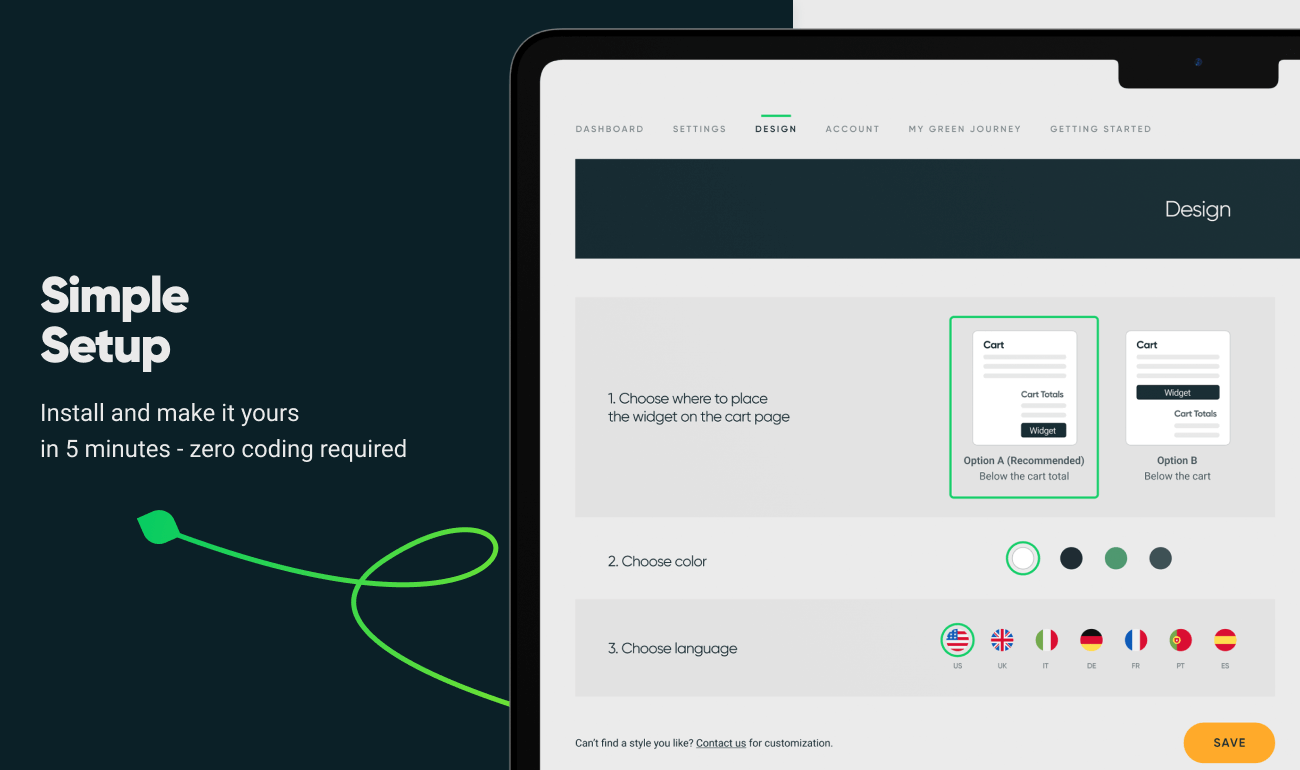 Simple
Setup
Install and make it yours
in 5 minutes - zero coding required
DASHBOARD SETTINGS DESIGN ACCOUNT MY GREEN JOURNEY GETTING STARTED
Design
1. Choose where to place
the widget on the cart page
Cart
Cart Totals
Widget
Option A (Recommended)
Below the cart total
Cart
Widget
Cart Totals
Option B
Below the cart
2. Choose color
3. Choose language
US UK IT DE FR PT ES
Can't find a style you like? Contact us for customization.
SAVE